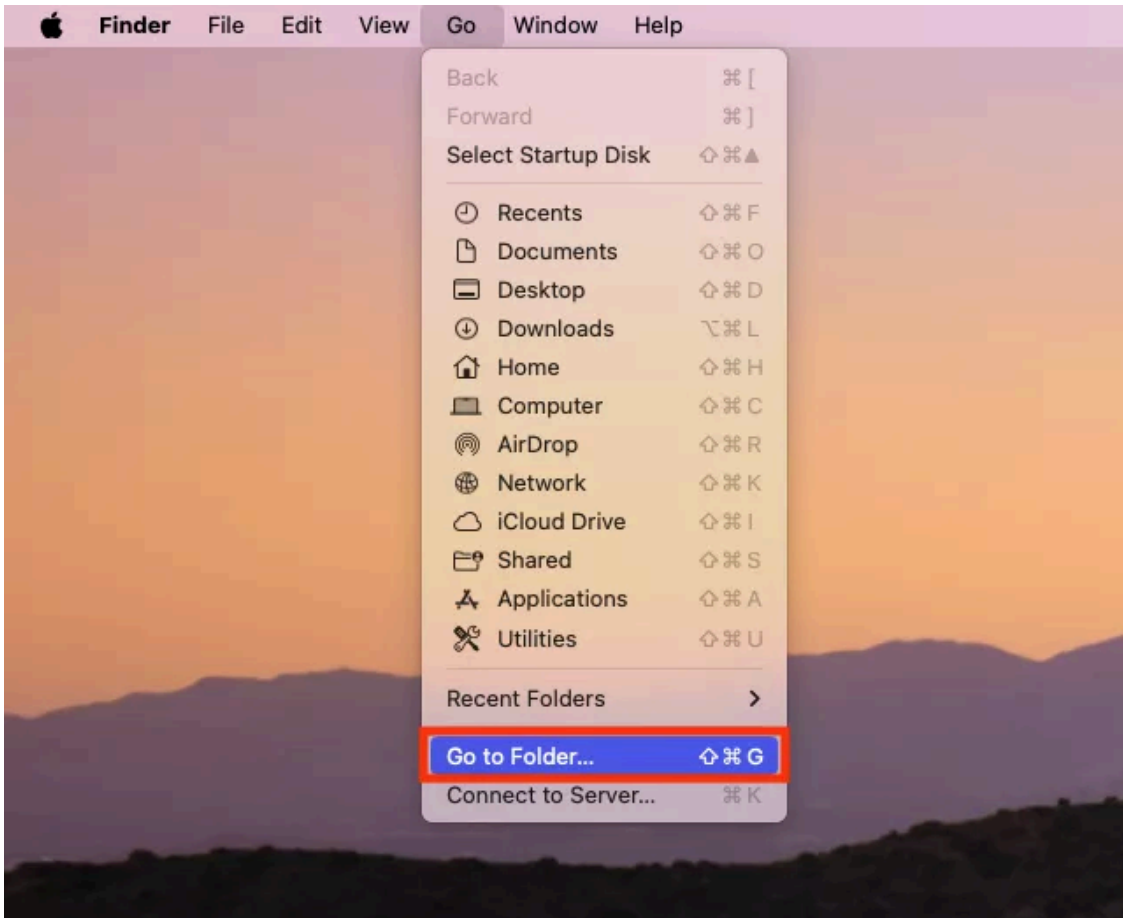 Finder File Edit View Go Window Help
Back ⌘ [
Forward ⌘ ]
Select Startup Disk ⇧ ⌘ ▲
Recents ⇧ ⌘ F
Documents ⇧ ⌘ O
Desktop ⇧ ⌘ D
Downloads ⌥ ⌘ L
Home ⇧ ⌘ H
Computer ⇧ ⌘ C
AirDrop ⇧ ⌘ R
Network ⇧ ⌘ K
iCloud Drive ⇧ ⌘ I
Shared ⇧ ⌘ S
Applications ⇧ ⌘ A
Utilities ⇧ ⌘ U
Recent Folders >
Go to Folder... ⇧ ⌘ G
Connect to Server... ⌘ K